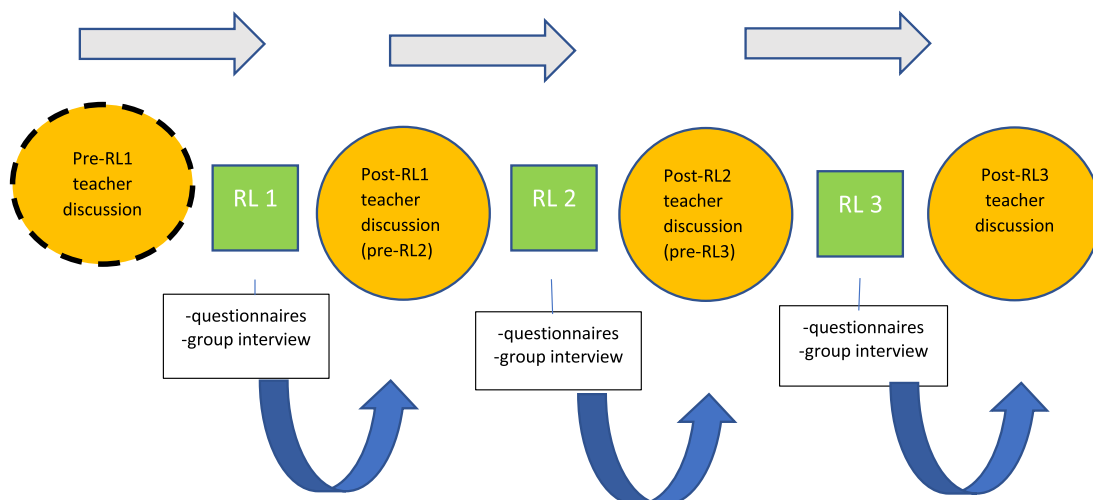 Pre-RL1
teacher
discussion
RL 1
Post-RL1
teacher
discussion
(pre-RL2)
RL 2
Post-RL2
teacher
discussion
(pre-RL3)
RL 3
Post-RL3
teacher
discussion
-questionnaires
-group interview
-questionnaires
-group interview
-questionnaires
-group interview